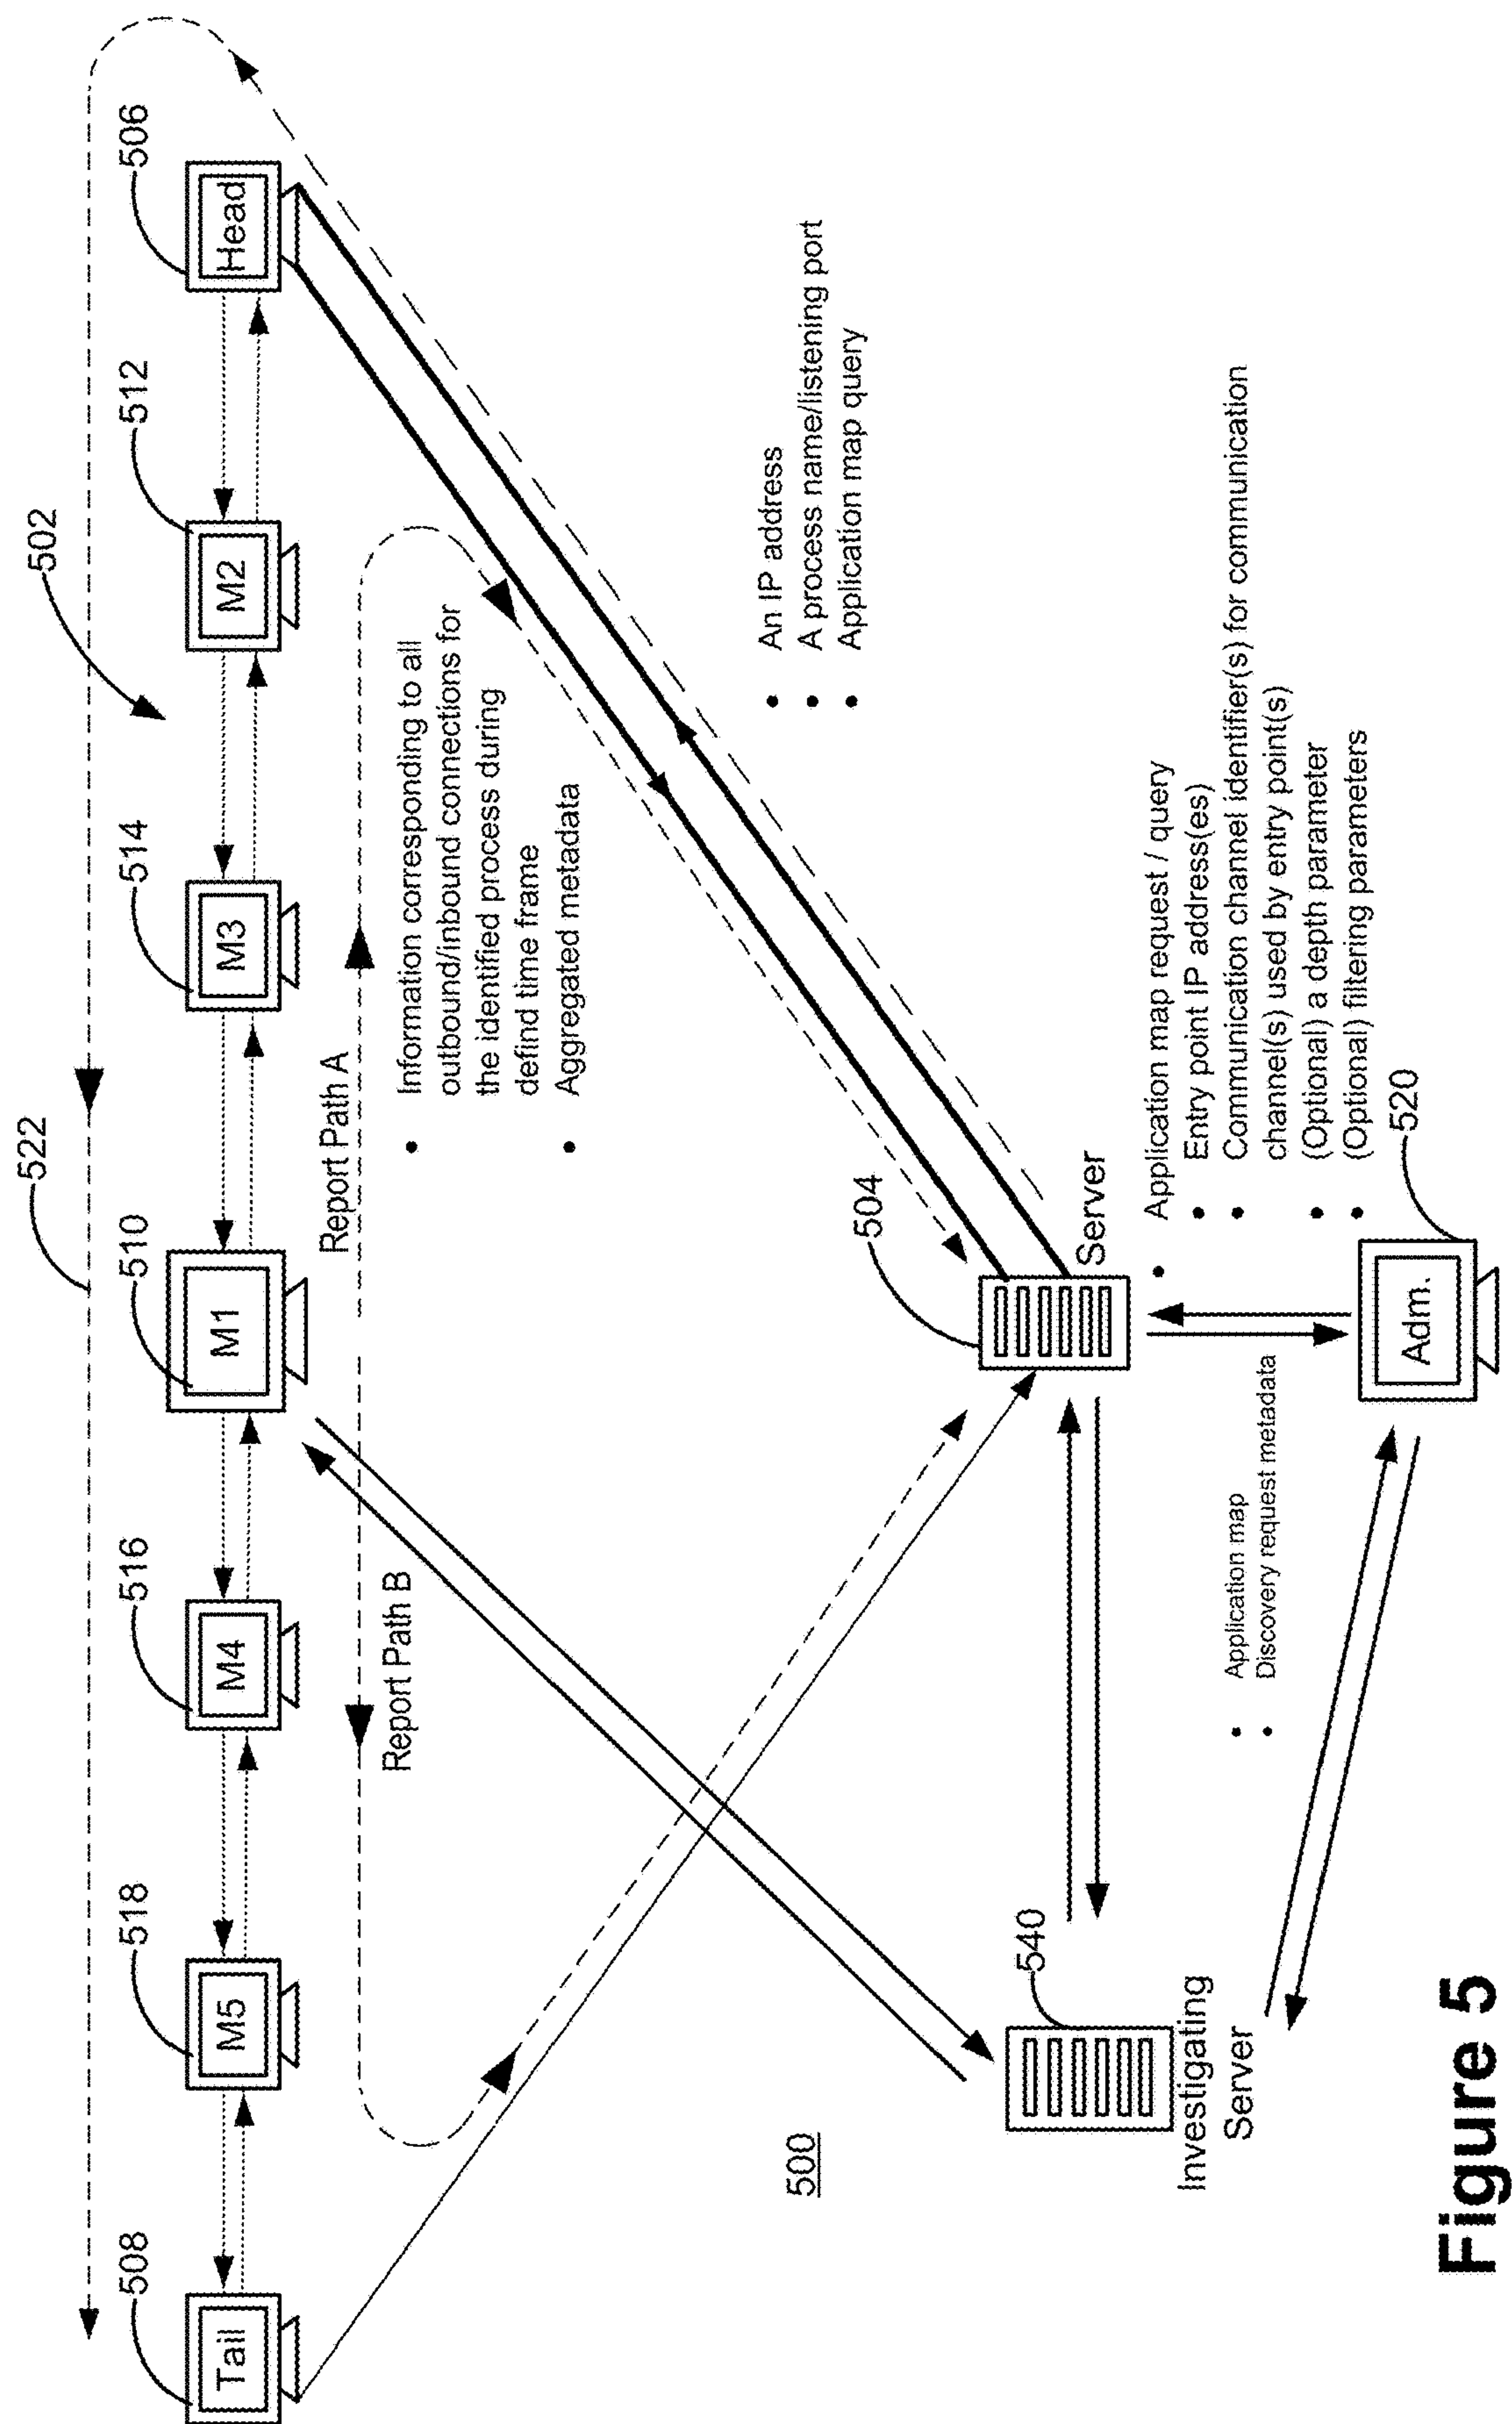 522
502
508
518
516
510
514
512
506
Tail
M5
M4
M1
M3
M2
Head
Report Path B
Report Path A
• Information corresponding to all
outbound/inbound connections for
the identified process during
defind time frame
• Aggregated metadata
• An IP address
• A process name/listening port
• Application map query
500
540
Investigating
Server
504
Server
• Application map request / query
• Entry point IP address(es)
• Communication channel identifier(s) for communication
channel(s) used by entry point(s)
• (Optional) a depth parameter
• (Optional) filtering parameters
• Application map
• Discovery request metadata
Adm.
520
Figure 5